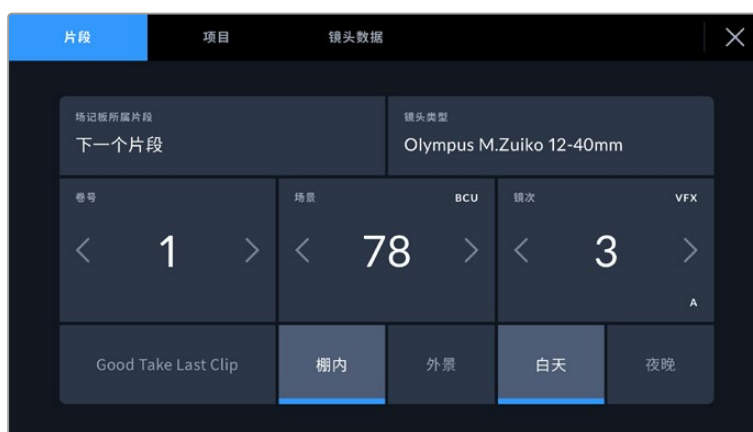 片段 项目 镜头数据
场记板所属片段 镜头类型
下一个片段 Olympus M.Zuiko 12-40mm
卷号 场景 BCU 镜次 VFX
1 78 3
A
Good Take Last Clip 棚内 外景 白天 夜晚